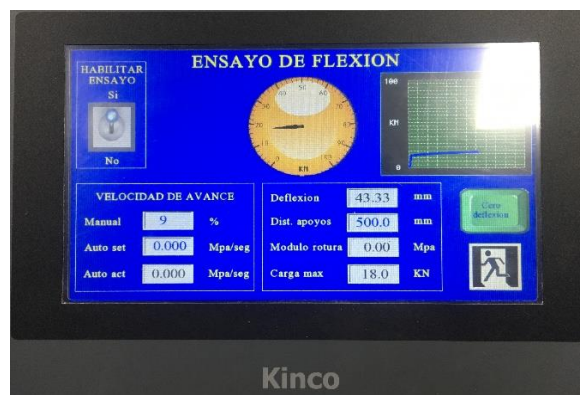 ENSAYO DE FLEXION
HABILITAR
ENSAYO
Si
No
50
KN
100
KN
0
VELOCIDAD DE AVANCE
Manual 9 %
Auto set 0.000 Mpa/seg
Auto act 0.000 Mpa/seg
Deflexion 43.33 mm
Dist. apoyos 500.0 mm
Modulo rotura 0.00 Mpa
Carga max 18.0 KN
Cero
deflexion
Kinco